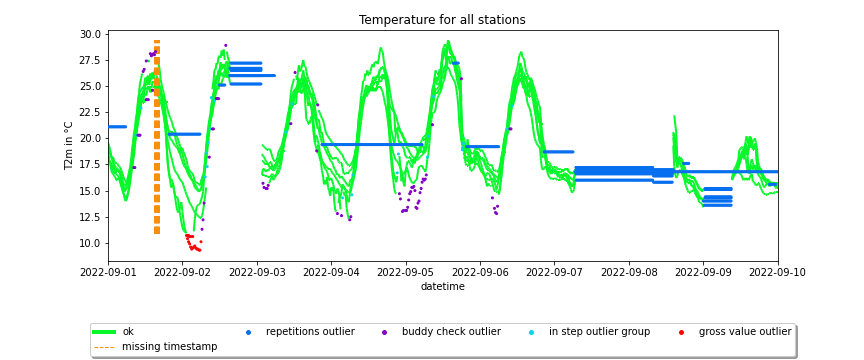 Temperature for all stations
T2m in °C
30.0
27.5
25.0
22.5
20.0
17.5
15.0
12.5
10.0
2022-09-01 2022-09-02 2022-09-03 2022-09-04 2022-09-05 2022-09-06 2022-09-07 2022-09-08 2022-09-09 2022-09-10
datetime
ok repetitions outlier buddy check outlier in step outlier group gross value outlier
missing timestamp